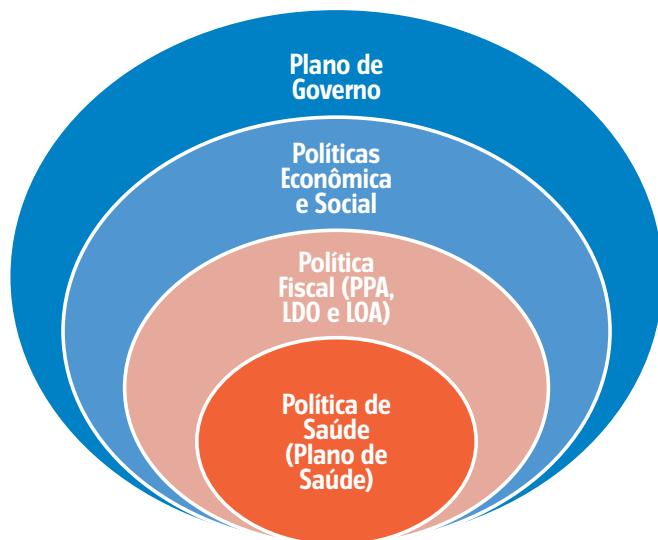 Plano de
Governo
Políticas
Econômica
e Social
Política
Fiscal (PPA,
LDO e LOA)
Política de
Saúde
(Plano de
Saúde)